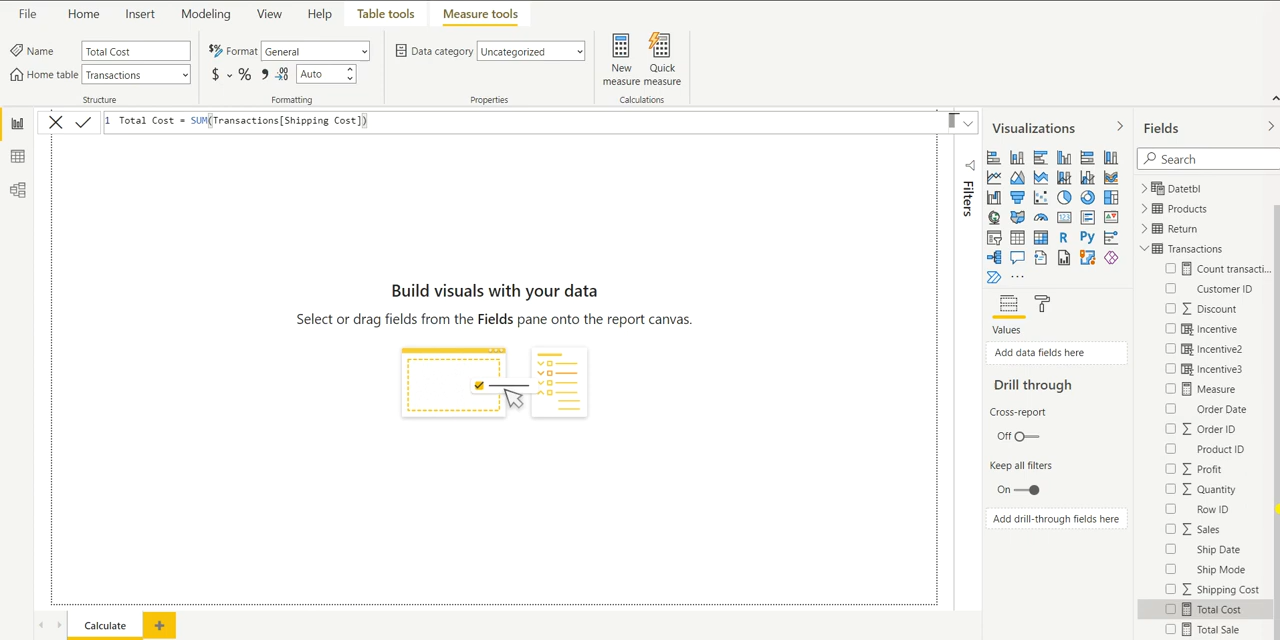 File Home Insert Modeling View Help Table tools Measure tools
Name Total Cost
Home table Transactions
Structure
Format General
$ % Auto
Formatting
Data category Uncategorized
Properties
New measure
Quick measure
Calculations
1 Total Cost = SUM(Transactions[Shipping Cost])
Build visuals with your data
Select or drag fields from the Fields pane onto the report canvas.
Filters
Visualizations
R Py
Values
Add data fields here
Drill through
Cross-report
Off
Keep all filters
On
Add drill-through fields here
Fields
Search
Datetbl
Products
Return
Transactions
Count transacti...
Customer ID
Discount
Incentive
Incentive2
Incentive3
Measure
Order Date
Order ID
Product ID
Profit
Quantity
Row ID
Sales
Ship Date
Ship Mode
Shipping Cost
Total Cost
Total Sale
Calculate